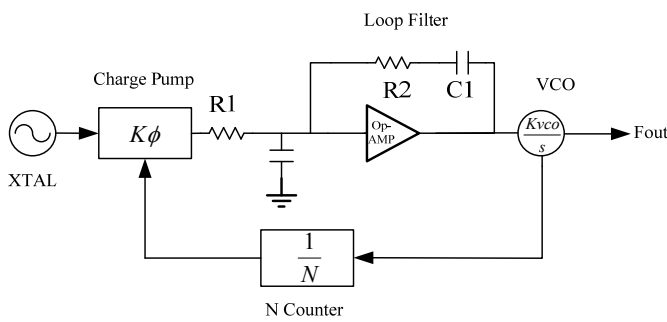 Loop Filter
Charge Pump
R1
R2
C1
VCO
Kϕ
Op-
AMP
Kvco
s
Fout
XTAL
1
N
N Counter